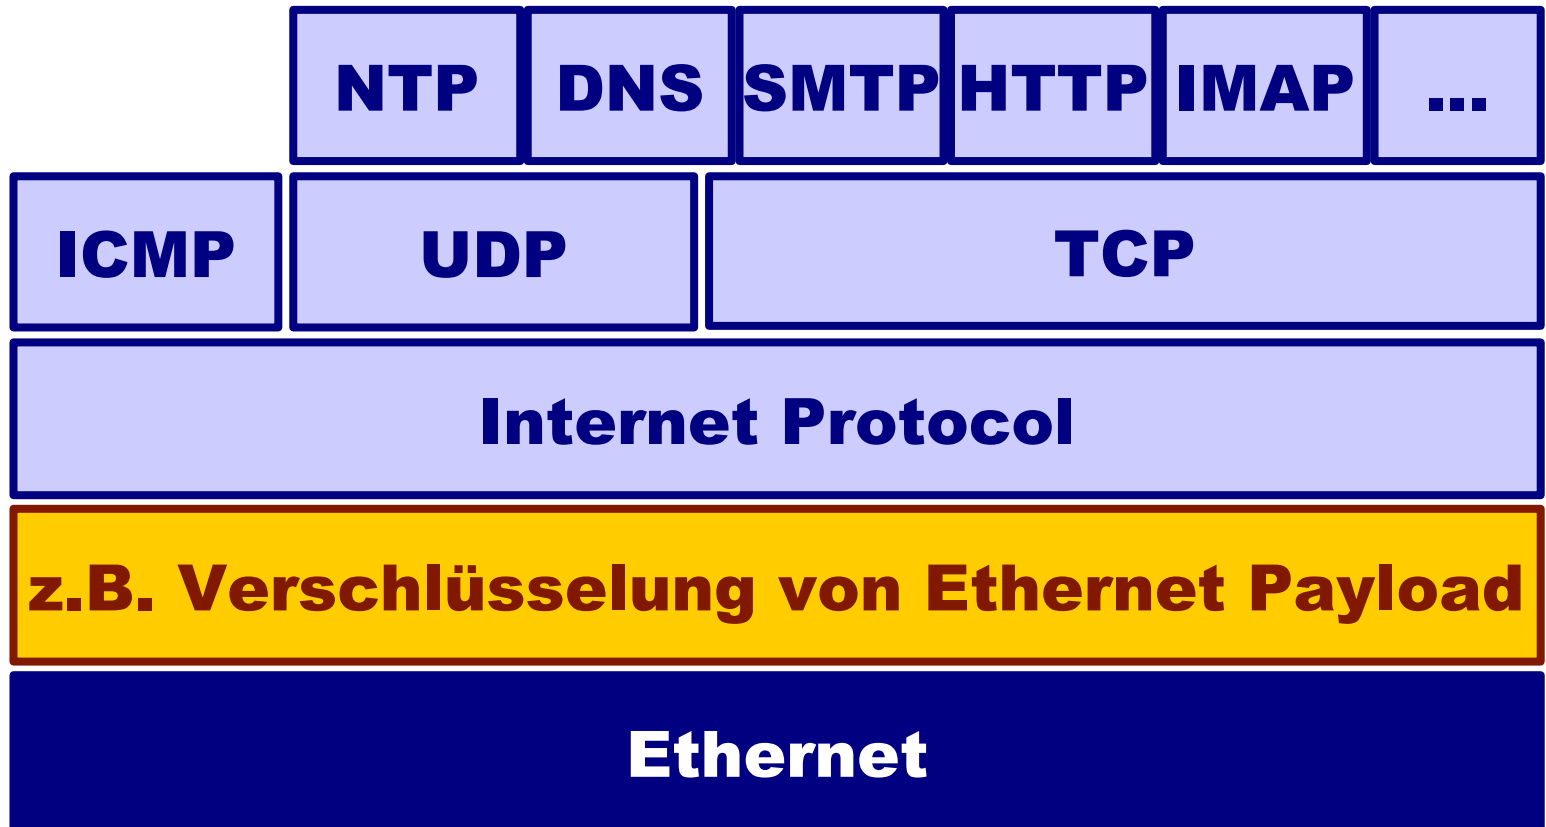 NTP DNS SMTP HTTP IMAP ...
ICMP UDP TCP
Internet Protocol
z.B. Verschlüsselung von Ethernet Payload
Ethernet